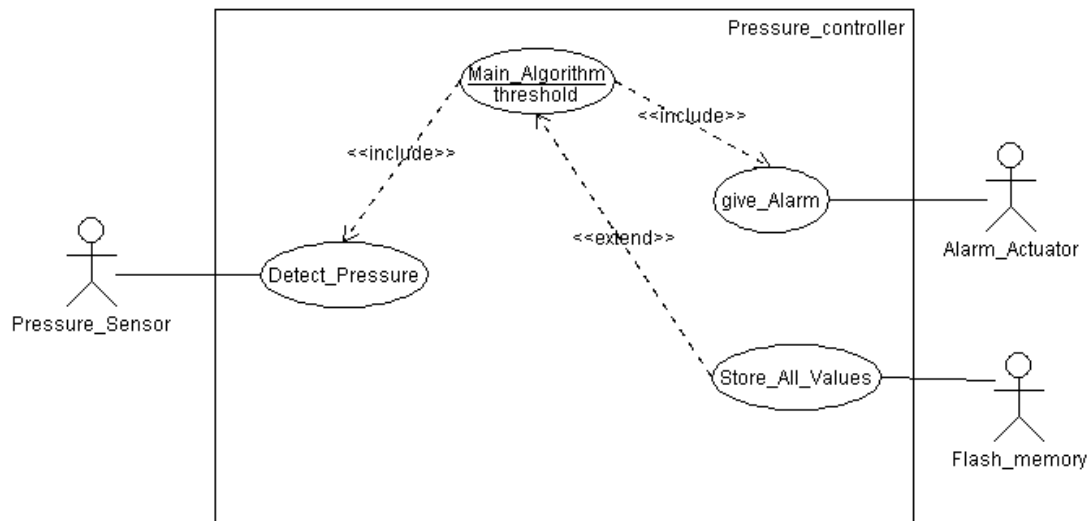 Pressure_controller
Main_Algorithm
threshold
<<include>>
<<include>>
give_Alarm
Alarm_Actuator
<<extend>>
Detect_Pressure
Pressure_Sensor
Store_All_Values
Flash_memory